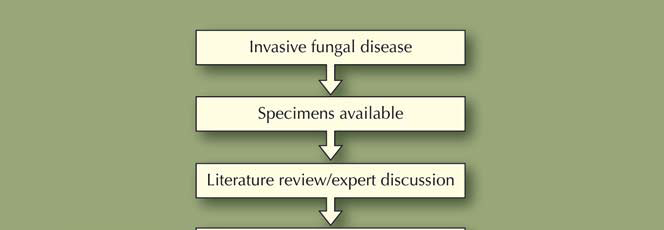 Invasive fungal disease
Specimens available
Literature review/expert discussion